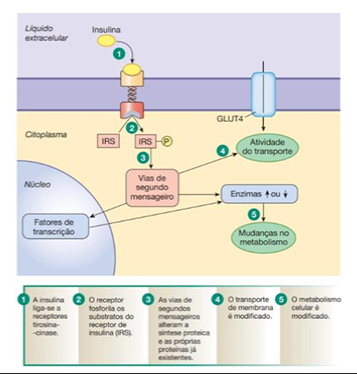 Líquido
extracelular
Insulina
1
GLUT4
Citoplasma
2
IRS
IRS
P
3
4
Atividade
do transporte
Núcleo
Vias de
segundo
mensageiro
Enzimas ↑ ou ↓
Fatores de
transcrição
5
Mudanças no
metabolismo
1 A insulina
liga-se a
receptores
tirosina-
-cinase.
2 O receptor
fosforila os
substratos do
receptor de
insulina (IRS).
3 As vias de
segundos
mensageiros
alteram a
síntese proteica
e as próprias
proteínas já
existentes.
4 O transporte
de membrana
é modificado.
5 O metabolismo
celular é
modificado.